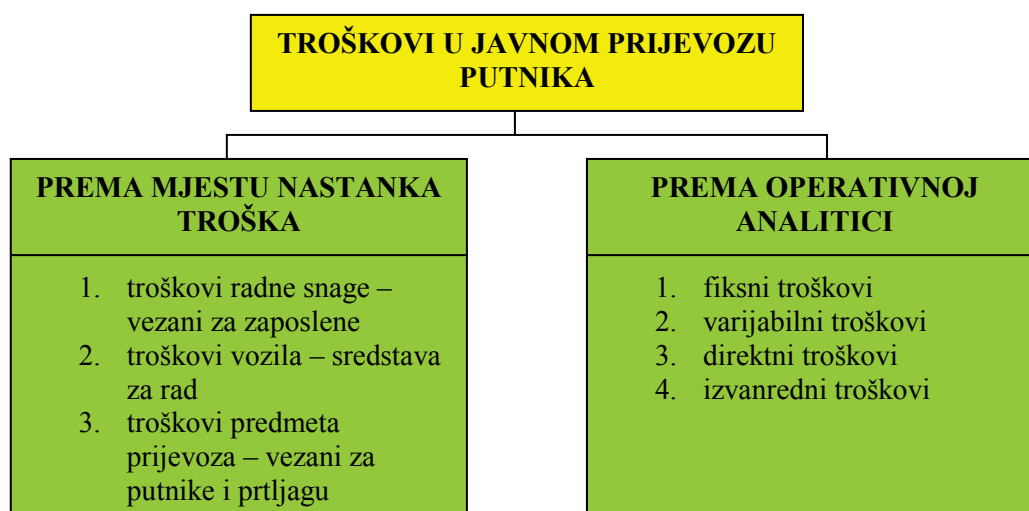 TROŠKOVI U JAVNOM PRIJEVOZU
PUTNIKA
PREMA MJESTU NASTANKA
TROŠKA
1. troškovi radne snage –
vezani za zaposlene
2. troškovi vozila – sredstava
za rad
3. troškovi predmeta
prijevoza – vezani za
putnike i prtljagu
PREMA OPERATIVNOJ
ANALITICI
1. fiksni troškovi
2. varijabilni troškovi
3. direktni troškovi
4. izvanredni troškovi